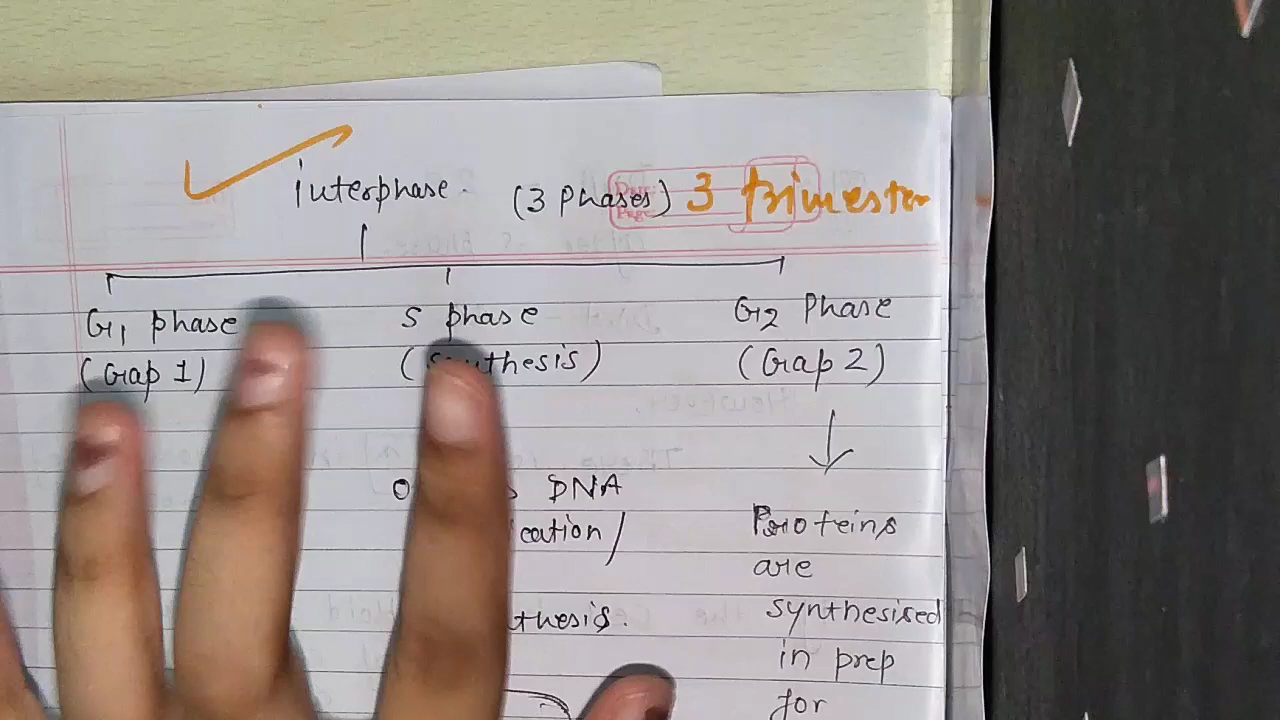 interphase. (3 Phases) 3 trimester
G1 phase S phase G2 Phase
(Gap 1) (Synthesis) (Gap 2)
DNA
Proteins
are
synthesised
in prep
for